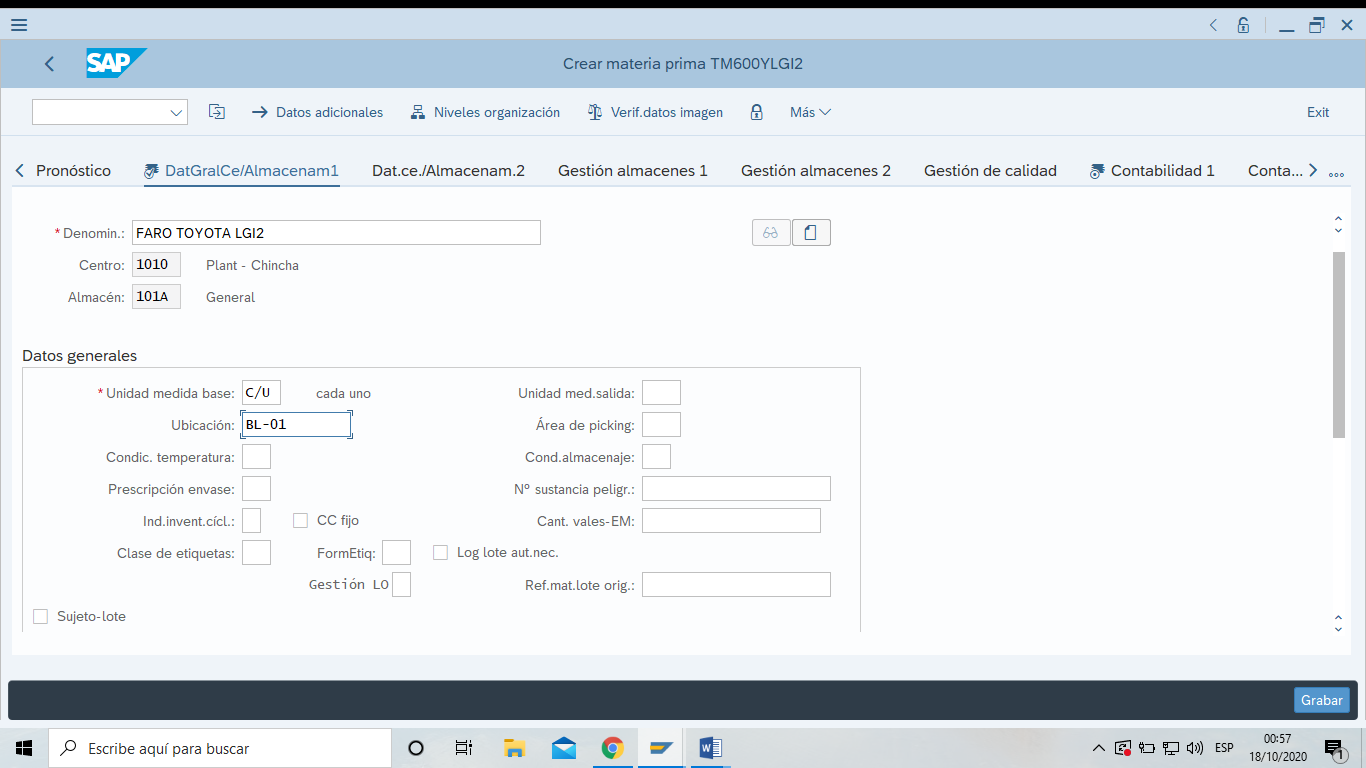 SAP
Crear materia prima TM600YLGI2
Datos adicionales Niveles organización Verif.datos imagen Más Exit
Pronóstico DatGralCe/Almacenam1 Dat.ce./Almacenam.2 Gestión almacenes 1 Gestión almacenes 2 Gestión de calidad Contabilidad 1 Conta...
* Denomin.: FARO TOYOTA LGI2
Centro: 1010 Plant - Chincha
Almacén: 101A General
Datos generales
* Unidad medida base: C/U cada uno Unidad med.salida:
Ubicación: BL-01 Área de picking:
Condic. temperatura: Cond.almacenaje:
Prescripción envase: Nº sustancia peligr.:
Ind.invent.cícl.: CC fijo Cant. vales-EM:
Clase de etiquetas: FormEtiq: Log lote aut.nec.
Gestión LO Ref.mat.lote orig.:
Sujeto-lote
Grabar
Escribe aquí para buscar ESP 00:57
18/10/2020 1